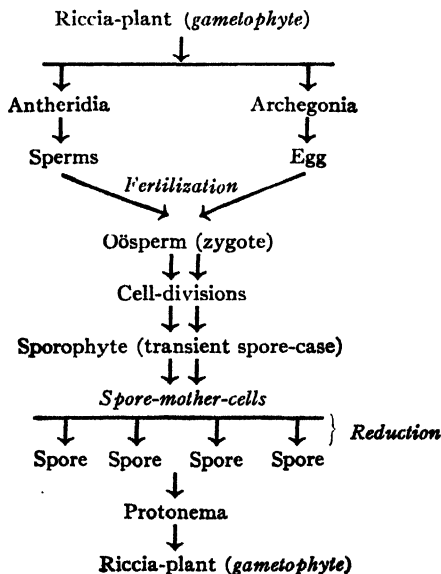 Riccia-plant (gametophyte)
Antheridia Archegonia
Sperms Egg
Fertilization
Oösperm (zygote)
Cell-divisions
Sporophyte (transient spore-case)
Spore-mother-cells
} Reduction
Spore Spore Spore Spore
Protonema
Riccia-plant (gametophyte)